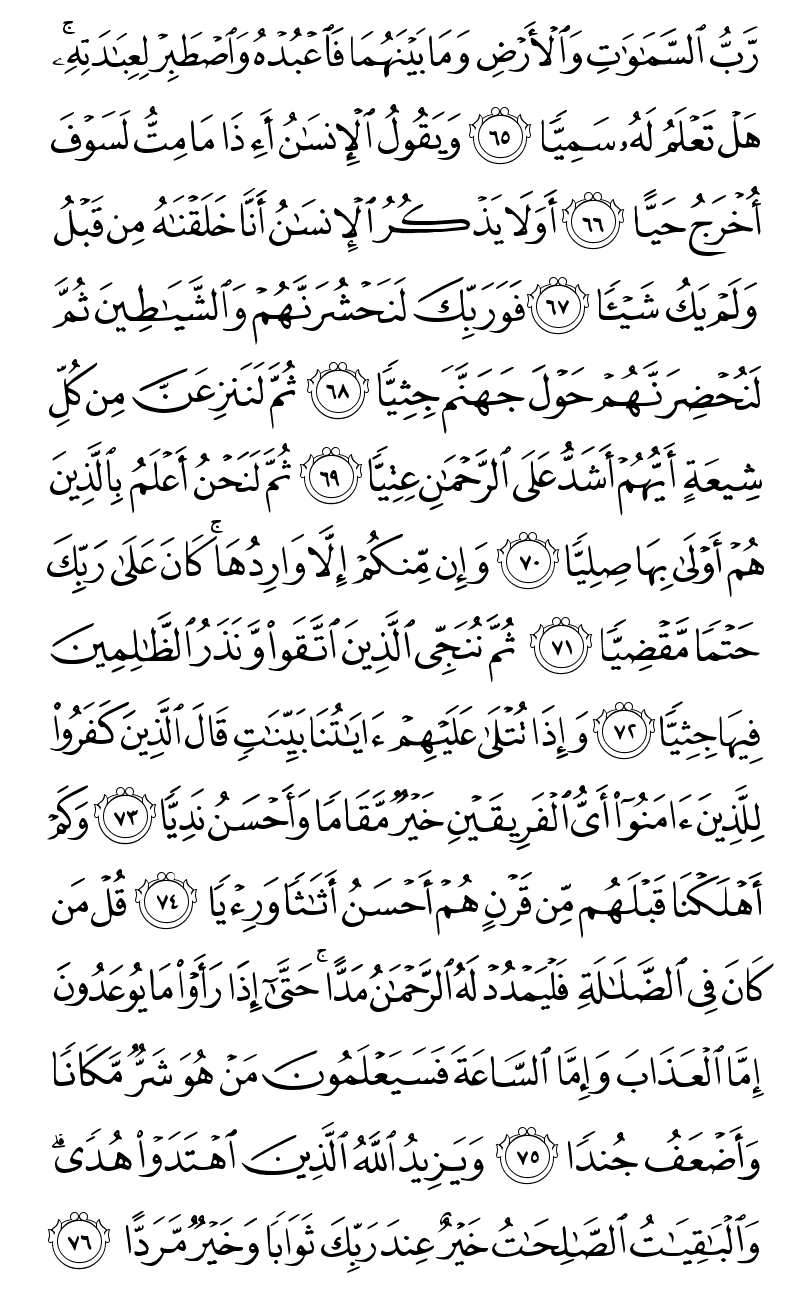 رَّبُّ ٱلسَّمَٰوَٰتِ وَٱلْأَرْضِ وَمَا بَيْنَهُمَا فَٱعْبُدْهُ وَٱصْطَبِرْ لِعِبَٰدَتِهِۦۚ
هَلْ تَعْلَمُ لَهُۥ سَمِيًّا ٦٥ وَيَقُولُ ٱلْإِنسَٰنُ أَءِذَا مَا مِتُّ لَسَوْفَ
أُخْرَجُ حَيًّا ٦٦ أَوَلَا يَذْكُرُ ٱلْإِنسَٰنُ أَنَّا خَلَقْنَٰهُ مِن قَبْلُ
وَلَمْ يَكُ شَيْـًٔا ٦٧ فَوَرَبِّكَ لَنَحْشُرَنَّهُمْ وَٱلشَّيَٰطِينَ ثُمَّ
لَنُحْضِرَنَّهُمْ حَوْلَ جَهَنَّمَ جِثِيًّا ٦٨ ثُمَّ لَنَنزِعَنَّ مِن كُلِّ
شِيعَةٍ أَيُّهُمْ أَشَدُّ عَلَى ٱلرَّحْمَٰنِ عِتِيًّا ٦٩ ثُمَّ لَنَحْنُ أَعْلَمُ بِٱلَّذِينَ
هُمْ أَوْلَىٰ بِهَا صِلِيًّا ٧٠ وَإِن مِّنكُمْ إِلَّا وَارِدُهَاۚ كَانَ عَلَىٰ رَبِّكَ
حَتْمًا مَّقْضِيًّا ٧١ ثُمَّ نُنَجِّى ٱلَّذِينَ ٱتَّقَوا۟ وَّنَذَرُ ٱلظَّٰلِمِينَ
فِيهَا جِثِيًّا ٧٢ وَإِذَا تُتْلَىٰ عَلَيْهِمْ ءَايَٰتُنَا بَيِّنَٰتٍ قَالَ ٱلَّذِينَ كَفَرُوا۟
لِلَّذِينَ ءَامَنُوٓا۟ أَىُّ ٱلْفَرِيقَيْنِ خَيْرٌ مَّقَامًا وَأَحْسَنُ نَدِيًّا ٧٣ وَكَمْ
أَهْلَكْنَا قَبْلَهُم مِّن قَرْنٍ هُمْ أَحْسَنُ أَثَٰثًا وَرِءْيًا ٧٤ قُلْ مَن
كَانَ فِى ٱلضَّلَٰلَةِ فَلْيَمْدُدْ لَهُ ٱلرَّحْمَٰنُ مَدًّاۚ حَتَّىٰٓ إِذَا رَأَوْا۟ مَا يُوعَدُونَ
إِمَّا ٱلْعَذَابَ وَإِمَّا ٱلسَّاعَةَ فَسَيَعْلَمُونَ مَنْ هُوَ شَرٌّ مَّكَانًا
وَأَضْعَفُ جُندًا ٧٥ وَيَزِيدُ ٱللَّهُ ٱلَّذِينَ ٱهْتَدَوْا۟ هُدًىۗ
وَٱلْبَٰقِيَٰتُ ٱلصَّٰلِحَٰتُ خَيْرٌ عِندَ رَبِّكَ ثَوَابًا وَخَيْرٌ مَّرَدًّا ٧٦